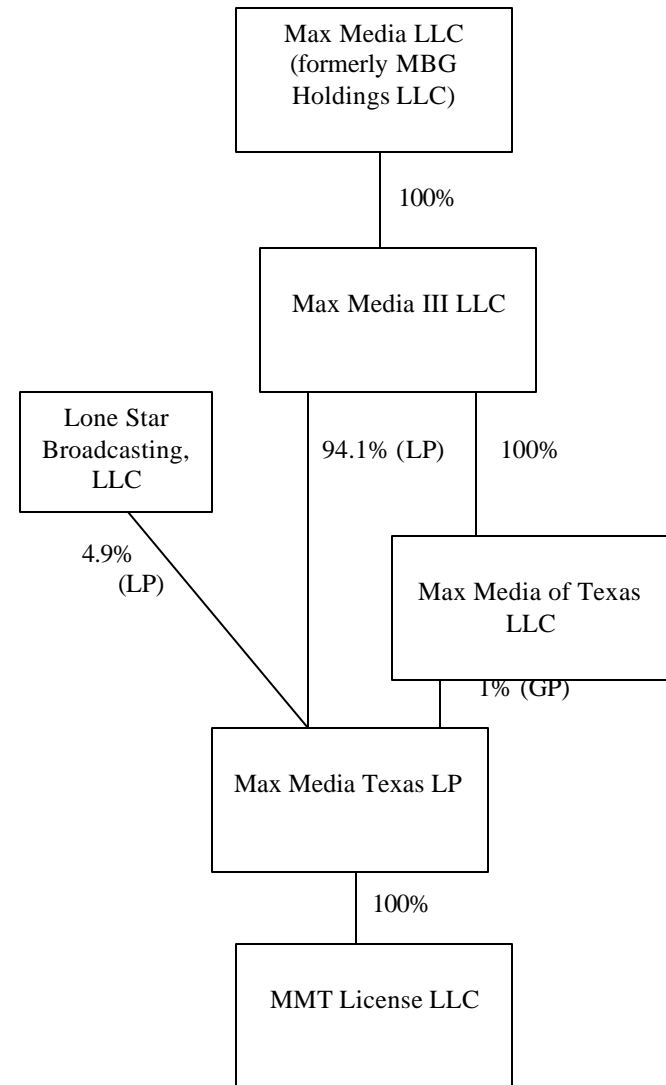 Max Media LLC
(formerly MBG
Holdings LLC)
100%
Max Media III LLC
Lone Star
Broadcasting,
LLC
94.1% (LP)
100%
4.9%
(LP)
Max Media of Texas
LLC
1% (GP)
Max Media Texas LP
100%
MMT License LLC